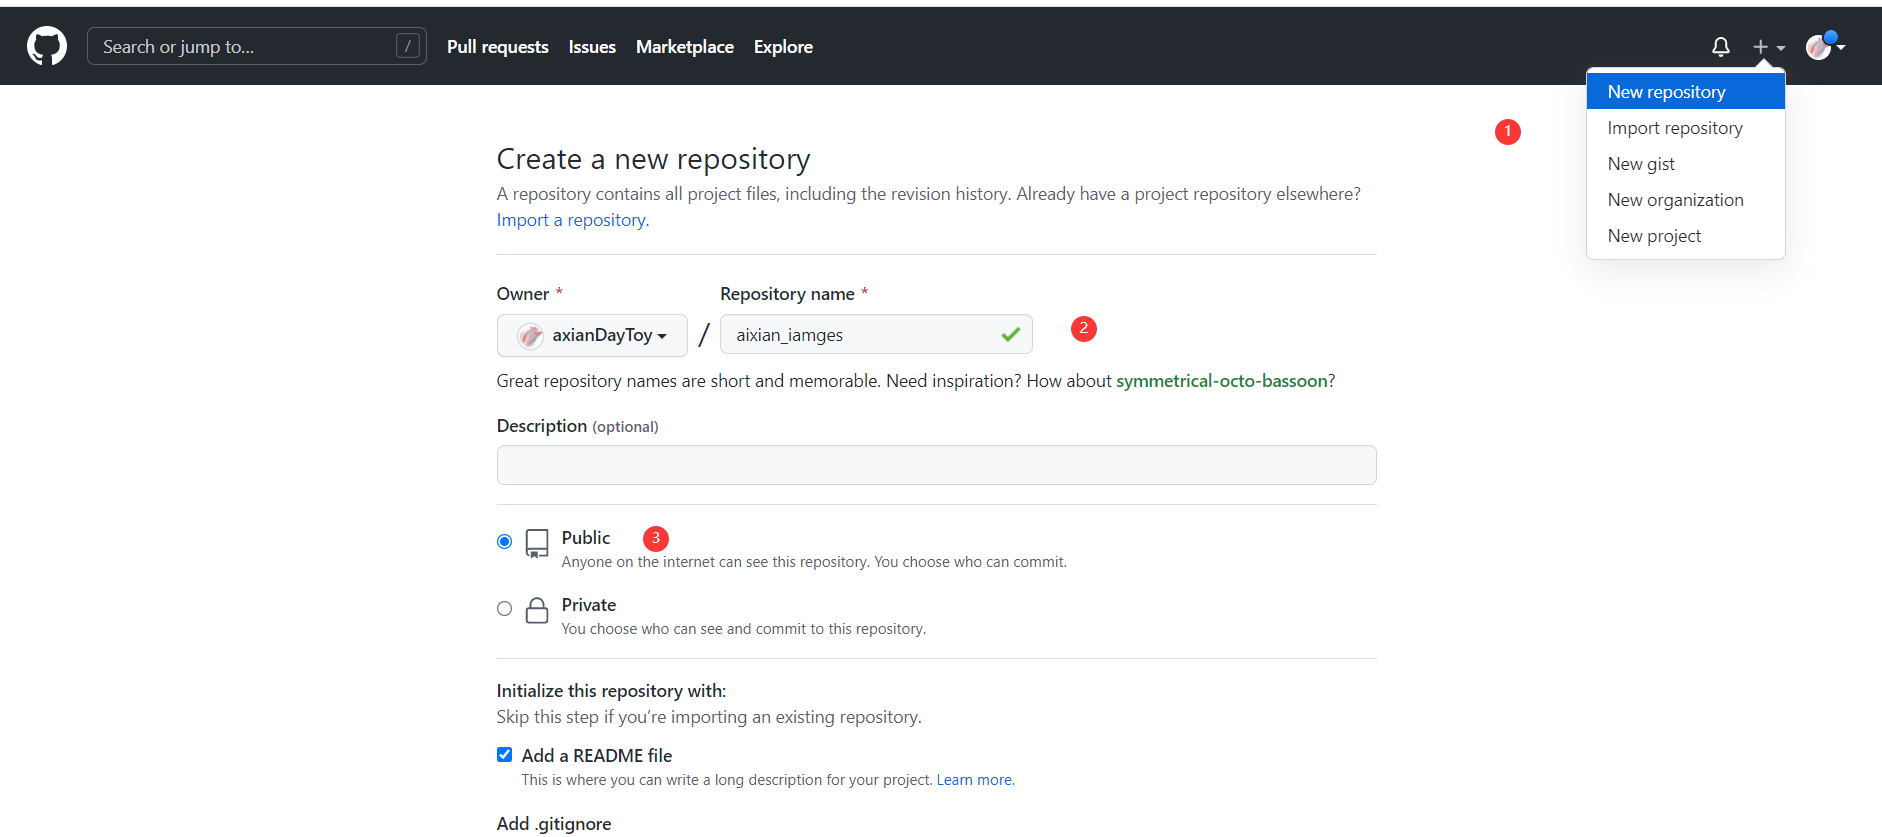 Search or jump to... /
Pull requests Issues Marketplace Explore
New repository
Import repository
New gist
New organization
New project
1
Create a new repository
A repository contains all project files, including the revision history. Already have a project repository elsewhere?
Import a repository.
Owner * Repository name *
axianDayToy / aixian_iamges 2
Great repository names are short and memorable. Need inspiration? How about symmetrical-octo-bassoon?
Description (optional)
Public 3
Anyone on the internet can see this repository. You choose who can commit.
Private
You choose who can see and commit to this repository.
Initialize this repository with:
Skip this step if you’re importing an existing repository.
Add a README file
This is where you can write a long description for your project. Learn more.
Add .gitignore